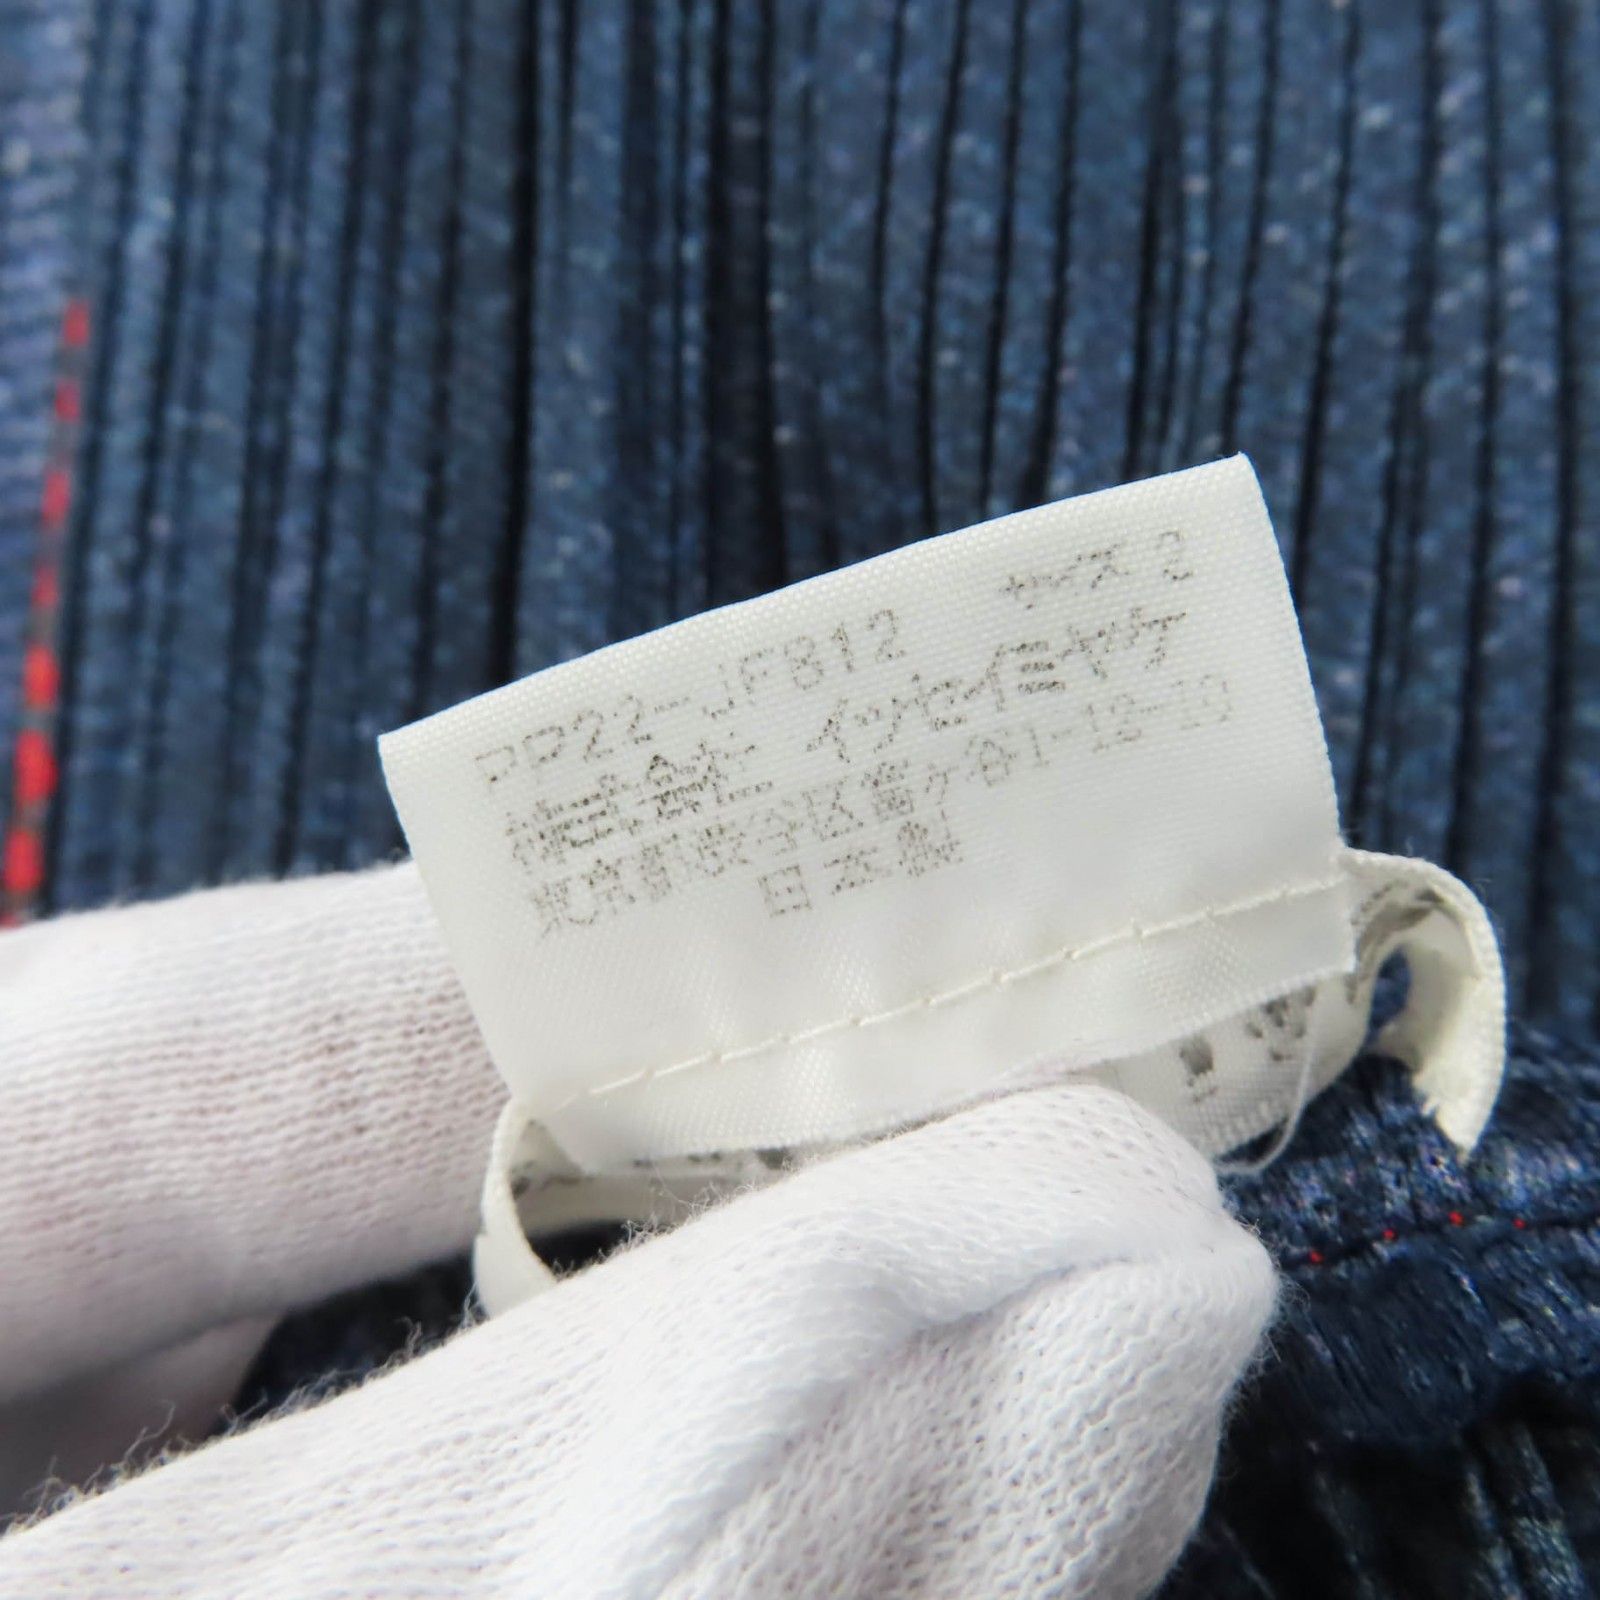 PP22-JF812 サイズ 2
株式会社 イッセイミヤケ
東京都渋谷区富ヶ谷1-12-10
日本製